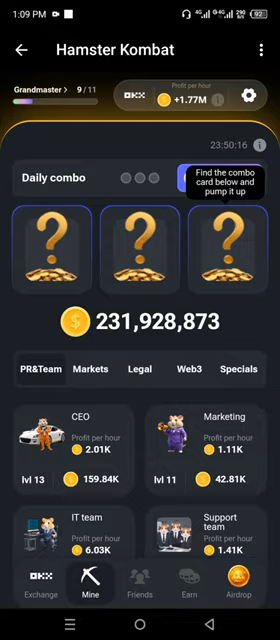 1:09 PM
92
Hamster Kombat
Grandmaster > 9 / 11
Profit per hour
OKX
+1.77M
23:50:16
Daily combo
Find the combo
card below and
pump it up
231,928,873
PR&Team Markets Legal Web3 Specials
CEO
Profit per hour
2.01K
lvl 13 159.84K
Marketing
Profit per hour
1.11K
lvl 11 42.81K
IT team
Profit per hour
6.03K
Support
team
Profit per hour
1.41K
OKX
Exchange Mine Friends Earn Airdrop